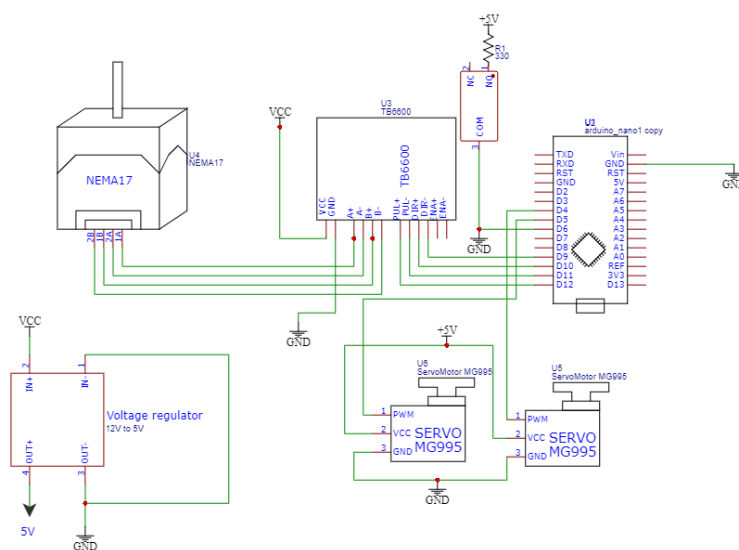 +5V
R1
330
2
1
NC
NO
COM
3
GND
VCC
U3
TB6600
TB6600
VCC
GND
A+
A-
B+
B-
PUL+
PUL-
DIR+
DIR-
ENA+
ENA-
GND
U4
NEMA17
NEMA17
2B
1B
2A
1A
arduino_nano1 copy
TXD
RXD
RST
GND
D2
D3
D4
D5
D6
D7
D8
D9
D10
D11
D12
Vin
GND
RST
5V
A7
A6
A5
A4
A3
A2
A1
A0
REF
3V3
D13
GND
VCC
2
1
IN+
IN-
Voltage regulator
12V to 5V
OUT+
OUT-
4
3
5V
GND
+5V
U6
ServoMotor MG995
1
PWM
2
VCC
3
GND
SERVO
MG995
GND
U5
ServoMotor MG995
1
PWM
2
VCC
3
GND
SERVO
MG995